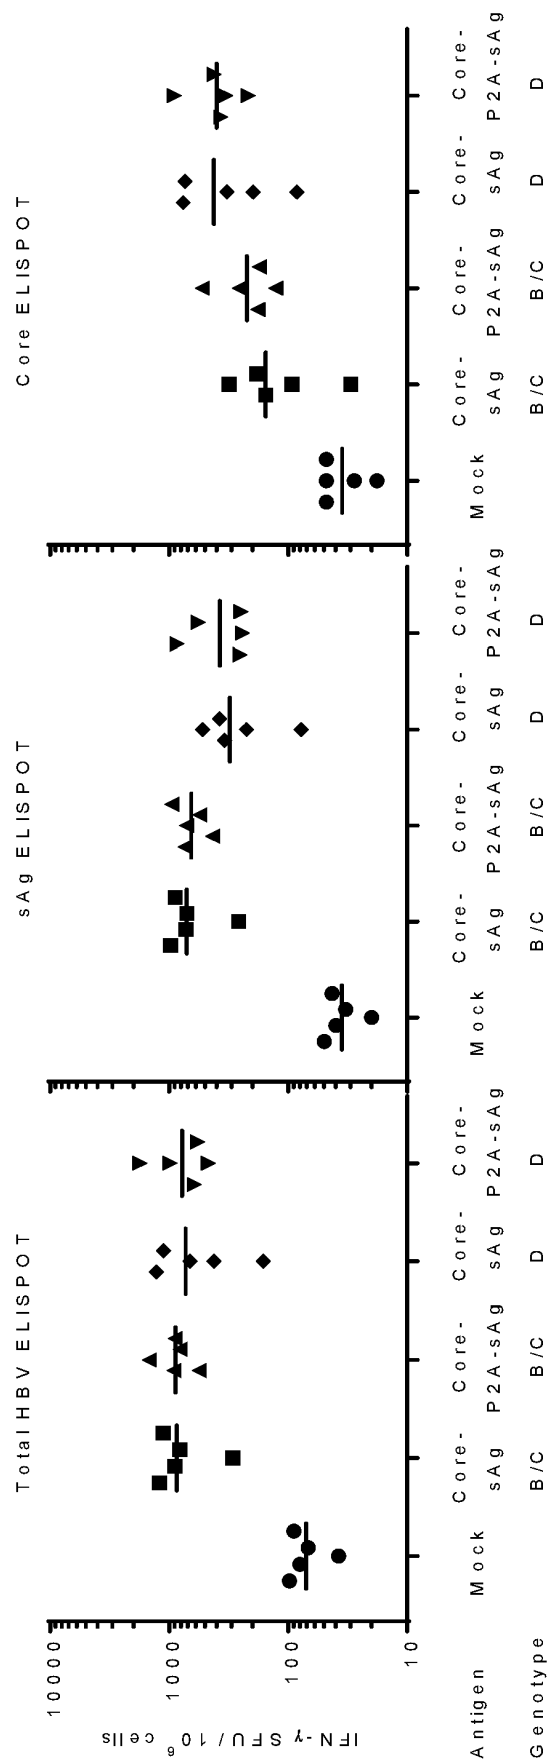 Total HBV ELISPOT
sAg ELISPOT
Core ELISPOT
IFN-γ SFU / 10⁶ cells
10000
1000
100
10
Antigen Mock Core- Core- Core- Core- Mock Core- Core- Core- Core- Mock Core- Core- Core- Core-
sAg P2A-sAg sAg P2A-sAg sAg P2A-sAg sAg P2A-sAg sAg P2A-sAg sAg P2A-sAg
Genotype B/C B/C D D B/C B/C D D B/C B/C D D